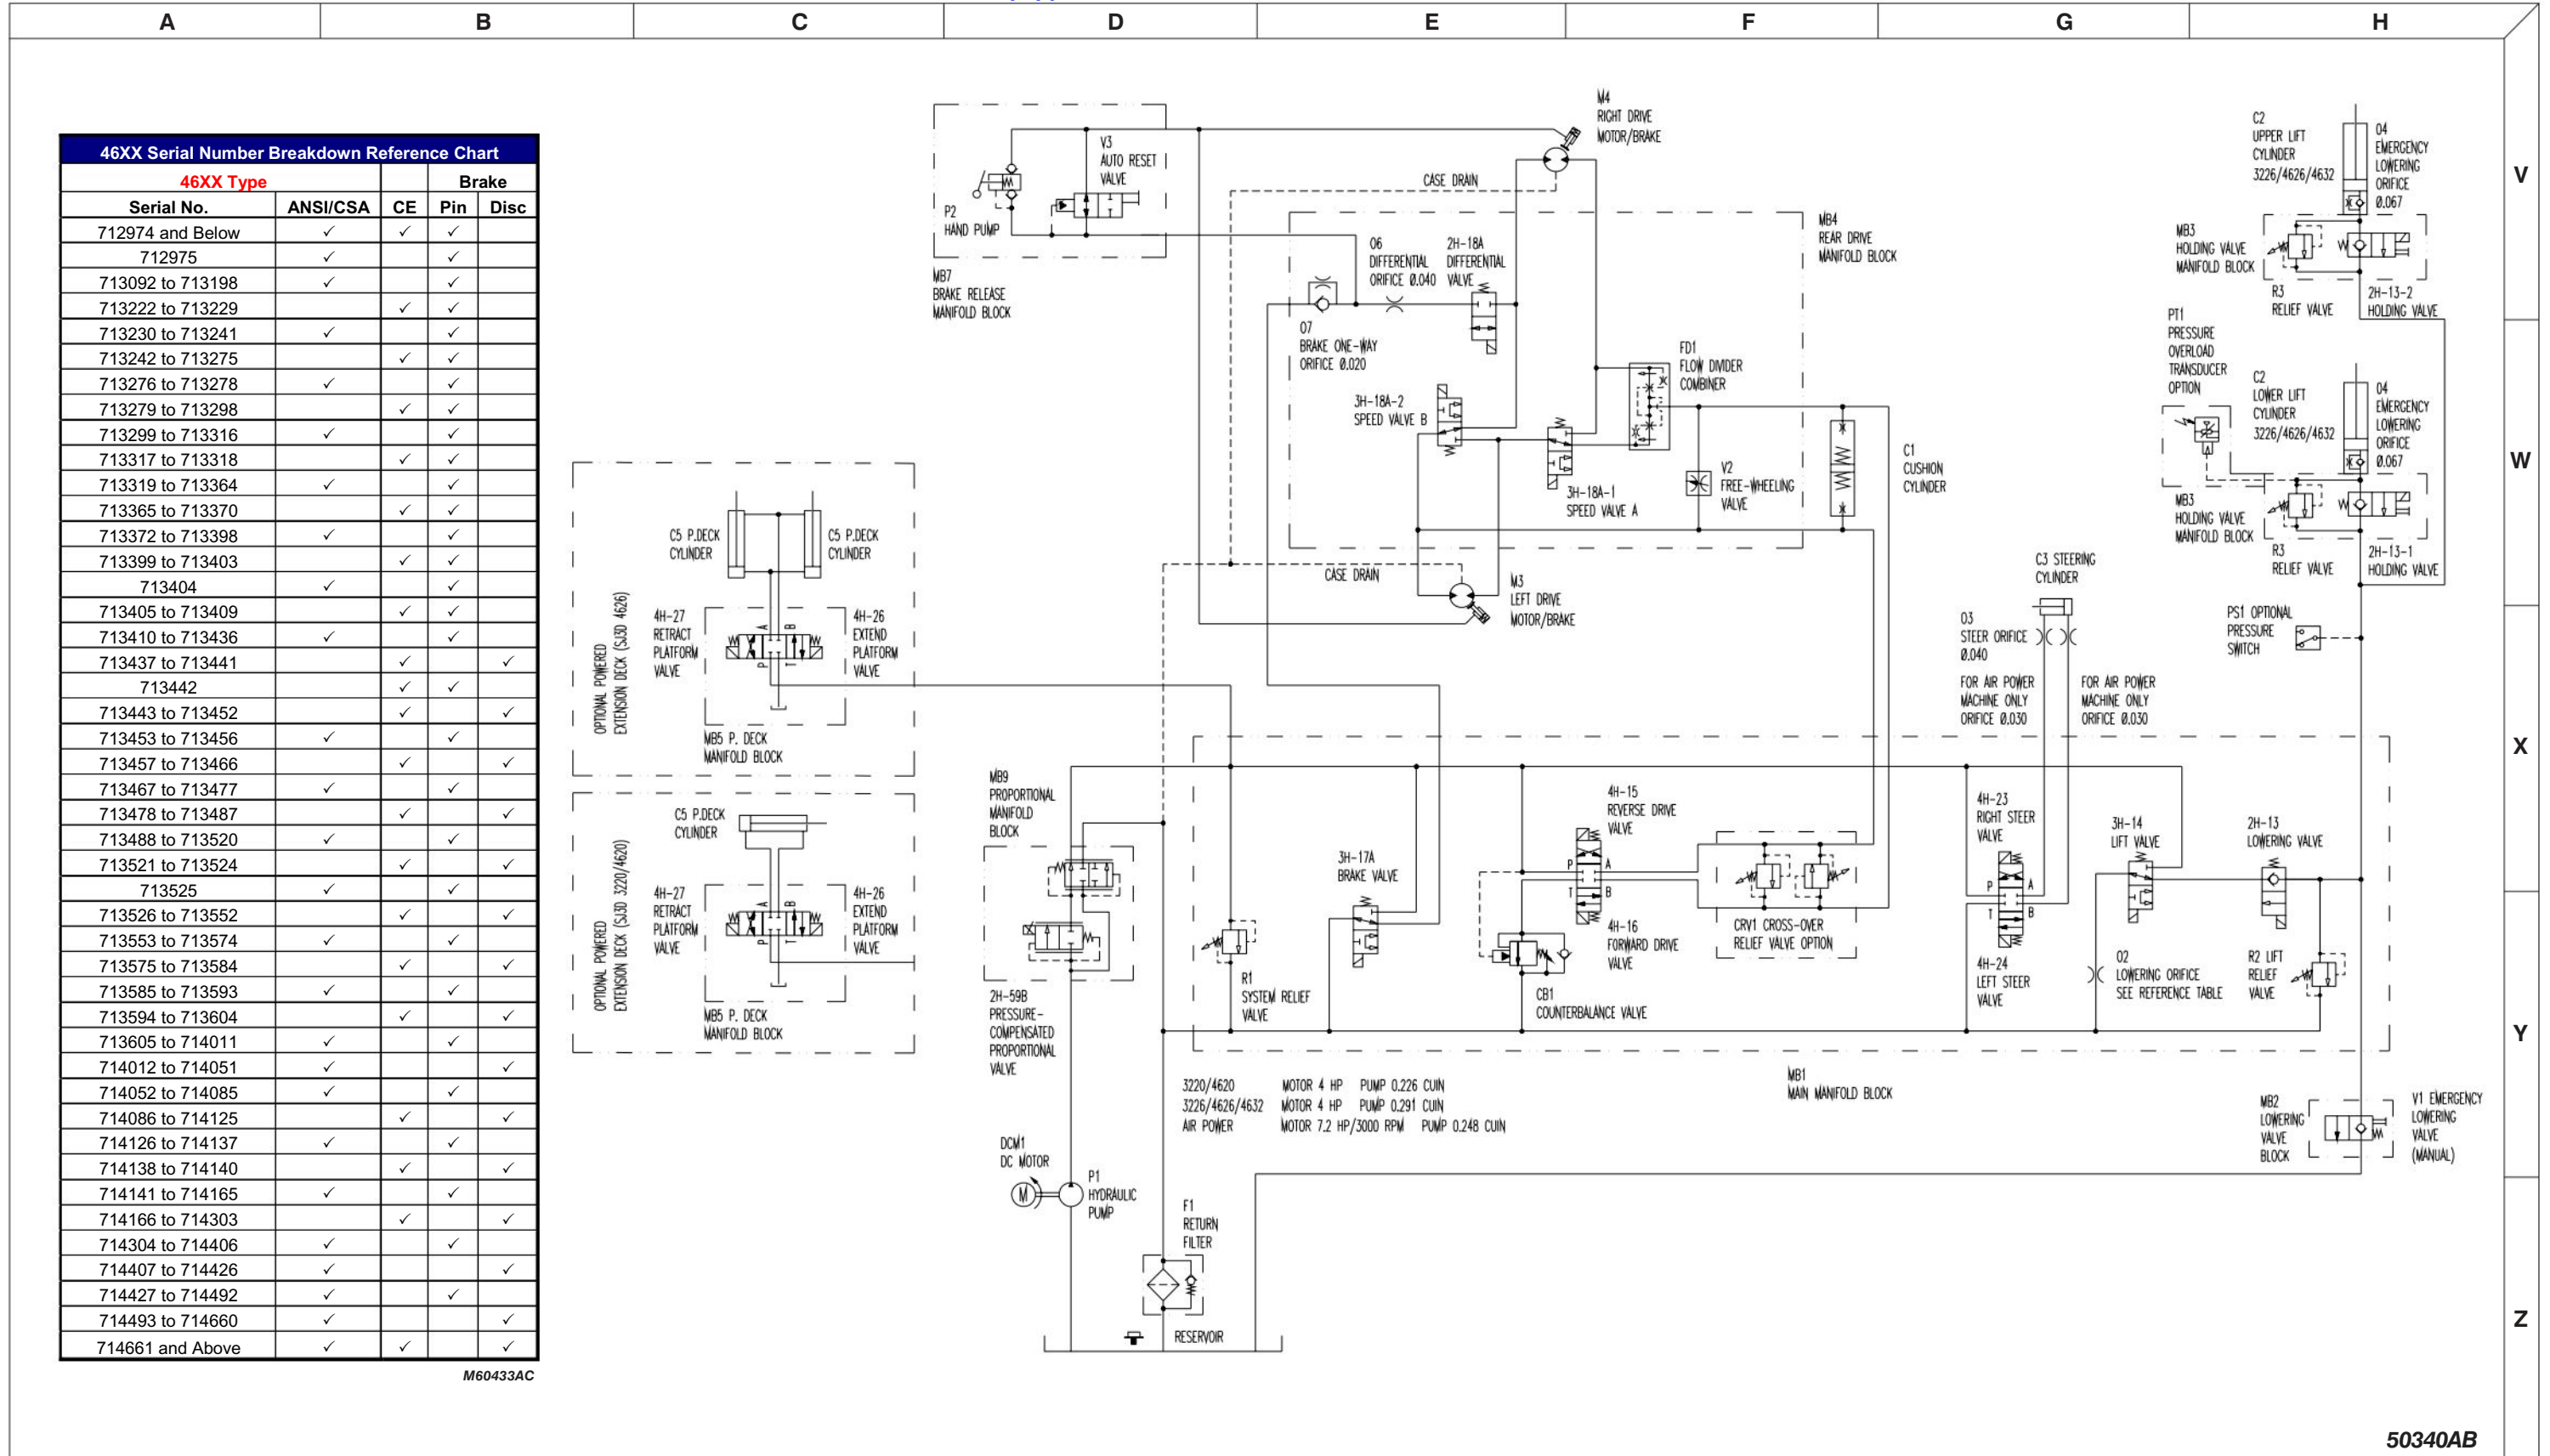 A B C D E F G H
V
W
X
Y
Z
46XX Serial Number Breakdown Reference Chart
46XX Type Brake
Serial No. ANSI/CSA CE Pin Disc
712974 and Below ✓ ✓ ✓
712975 ✓ ✓
713092 to 713198 ✓ ✓
713222 to 713229 ✓ ✓
713230 to 713241 ✓ ✓
713242 to 713275 ✓ ✓
713276 to 713278 ✓ ✓
713279 to 713298 ✓ ✓
713299 to 713316 ✓ ✓
713317 to 713318 ✓ ✓
713319 to 713364 ✓ ✓
713365 to 713370 ✓ ✓
713372 to 713398 ✓ ✓
713399 to 713403 ✓ ✓
713404 ✓ ✓
713405 to 713409 ✓ ✓
713410 to 713436 ✓ ✓
713437 to 713441 ✓ ✓
713442 ✓ ✓
713443 to 713452 ✓ ✓
713453 to 713456 ✓ ✓
713457 to 713466 ✓ ✓
713467 to 713477 ✓ ✓
713478 to 713487 ✓ ✓
713488 to 713520 ✓ ✓
713521 to 713524 ✓ ✓
713525 ✓ ✓
713526 to 713552 ✓ ✓
713553 to 713574 ✓ ✓
713575 to 713584 ✓ ✓
713585 to 713593 ✓ ✓
713594 to 713604 ✓ ✓
713605 to 714011 ✓ ✓
714012 to 714051 ✓ ✓
714052 to 714085 ✓ ✓
714086 to 714125 ✓ ✓
714126 to 714137 ✓ ✓
714138 to 714140 ✓ ✓
714141 to 714165 ✓ ✓
714166 to 714303 ✓ ✓
714304 to 714406 ✓ ✓
714407 to 714426 ✓ ✓
714427 to 714492 ✓ ✓
714493 to 714660 ✓ ✓
714661 and Above ✓ ✓ ✓
M60433AC
V3
AUTO RESET
VALVE
P2
HAND PUMP
MB7
BRAKE RELEASE
MANIFOLD BLOCK
M4
RIGHT DRIVE
MOTOR/BRAKE
CASE DRAIN
MB4
REAR DRIVE
MANIFOLD BLOCK
O6
DIFFERENTIAL
ORIFICE Ø.040
2H-18A
DIFFERENTIAL
VALVE
O7
BRAKE ONE-WAY
ORIFICE Ø.020
3H-18A-2
SPEED VALVE B
FD1
FLOW DIVIDER
COMBINER
3H-18A-1
SPEED VALVE A
V2
FREE-WHEELING
VALVE
C1
CUSHION
CYLINDER
CASE DRAIN
M3
LEFT DRIVE
MOTOR/BRAKE
C2
UPPER LIFT
CYLINDER
3226/4626/4632
O4
EMERGENCY
LOWERING
ORIFICE
Ø.067
MB3
HOLDING VALVE
MANIFOLD BLOCK
R3
RELIEF VALVE
2H-13-2
HOLDING VALVE
PT1
PRESSURE
OVERLOAD
TRANSDUCER
OPTION
C2
LOWER LIFT
CYLINDER
3226/4626/4632
O4
EMERGENCY
LOWERING
ORIFICE
Ø.067
MB3
HOLDING VALVE
MANIFOLD BLOCK
R3
RELIEF VALVE
2H-13-1
HOLDING VALVE
PS1 OPTIONAL
PRESSURE
SWITCH
C3 STEERING
CYLINDER
O3
STEER ORIFICE
Ø.040
FOR AIR POWER
MACHINE ONLY
ORIFICE Ø.030
FOR AIR POWER
MACHINE ONLY
ORIFICE Ø.030
OPTIONAL POWERED
EXTENSION DECK (SJ3D 4626)
C5 P.DECK
CYLINDER
C5 P.DECK
CYLINDER
4H-27
RETRACT
PLATFORM
VALVE
A B
P T
4H-26
EXTEND
PLATFORM
VALVE
MB5 P. DECK
MANIFOLD BLOCK
OPTIONAL POWERED
EXTENSION DECK (SJ3D 3220/4620)
C5 P.DECK
CYLINDER
4H-27
RETRACT
PLATFORM
VALVE
A B
P T
4H-26
EXTEND
PLATFORM
VALVE
MB5 P. DECK
MANIFOLD BLOCK
MB9
PROPORTIONAL
MANIFOLD
BLOCK
2H-59B
PRESSURE-
COMPENSATED
PROPORTIONAL
VALVE
R1
SYSTEM RELIEF
VALVE
3H-17A
BRAKE VALVE
4H-15
REVERSE DRIVE
VALVE
P A
T B
4H-16
FORWARD DRIVE
VALVE
CB1
COUNTERBALANCE VALVE
CRV1 CROSS-OVER
RELIEF VALVE OPTION
4H-23
RIGHT STEER
VALVE
P A
T B
4H-24
LEFT STEER
VALVE
3H-14
LIFT VALVE
O2
LOWERING ORIFICE
SEE REFERENCE TABLE
2H-13
LOWERING VALVE
R2 LIFT
RELIEF
VALVE
MB1
MAIN MANIFOLD BLOCK
3220/4620 MOTOR 4 HP PUMP 0.226 CUIN
3226/4626/4632 MOTOR 4 HP PUMP 0.291 CUIN
AIR POWER MOTOR 7.2 HP/3000 RPM PUMP 0.248 CUIN
MB2
LOWERING
VALVE
BLOCK
V1 EMERGENCY
LOWERING
VALVE
(MANUAL)
DCM1
DC MOTOR
M
P1
HYDRAULIC
PUMP
F1
RETURN
FILTER
RESERVOIR
50340AB